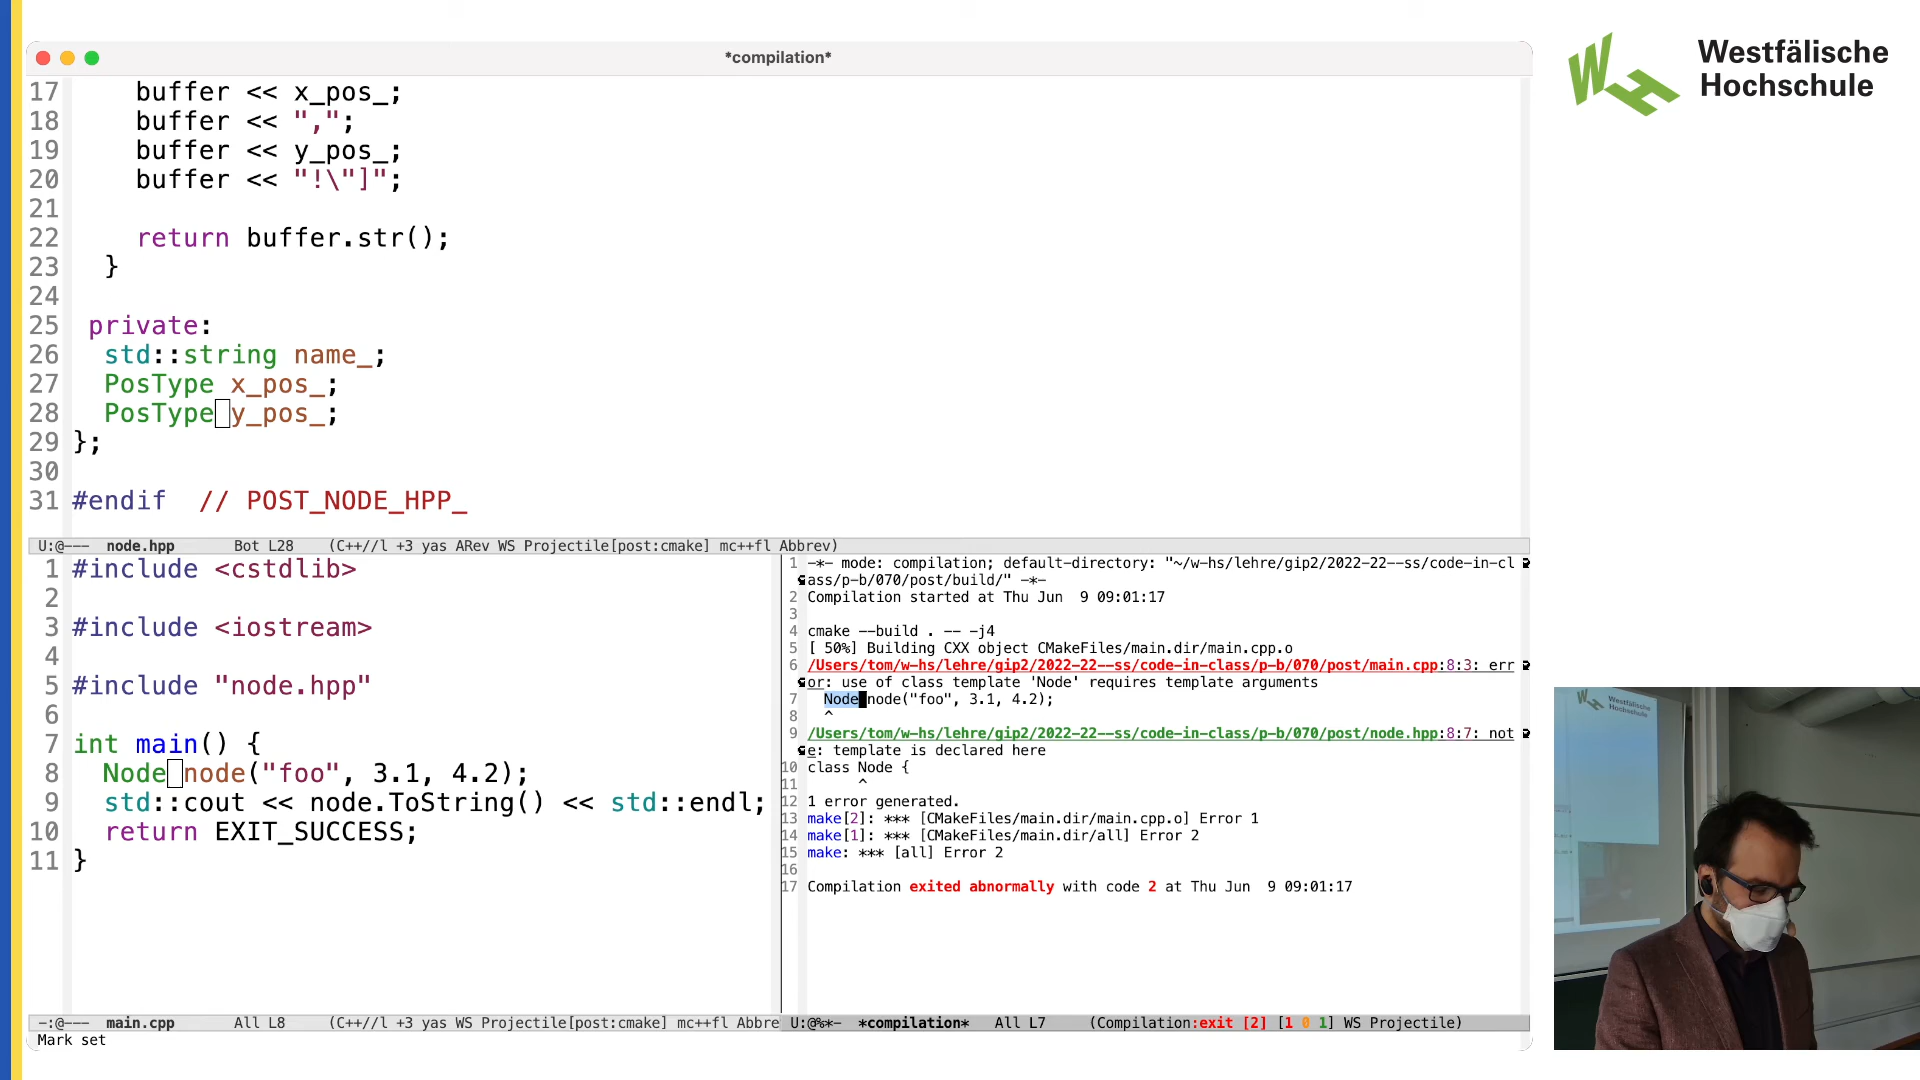 *compilation*
Westfälische
Hochschule
17 buffer << x_pos_;
18 buffer << ",";
19 buffer << y_pos_;
20 buffer << "!\"]";
21
22 return buffer.str();
23 }
24
25 private:
26 std::string name_;
27 PosType x_pos_;
28 PosType y_pos_;
29 };
30
31 #endif // POST_NODE_HPP_
U:@--- node.hpp Bot L28 (C++//l +3 yas ARev WS Projectile[post:cmake] mc++fl Abbrev)
1 #include <cstdlib>
2
3 #include <iostream>
4
5 #include "node.hpp"
6
7 int main() {
8 Node node("foo", 3.1, 4.2);
9 std::cout << node.ToString() << std::endl;
10 return EXIT_SUCCESS;
11 }
-:@--- main.cpp All L8 (C++//l +3 yas WS Projectile[post:cmake] mc++fl Abbre
Mark set
1 -*- mode: compilation; default-directory: "~/w-hs/lehre/gip2/2022-22--ss/code-in-cl
ass/p-b/070/post/build/" -*-
2 Compilation started at Thu Jun  9 09:01:17
3
4 cmake --build . -- -j4
5 [ 50%] Building CXX object CMakeFiles/main.dir/main.cpp.o
6 /Users/tom/w-hs/lehre/gip2/2022-22--ss/code-in-class/p-b/070/post/main.cpp:8:3: err
or: use of class template 'Node' requires template arguments
7 Node node("foo", 3.1, 4.2);
8 ^
9 /Users/tom/w-hs/lehre/gip2/2022-22--ss/code-in-class/p-b/070/post/node.hpp:8:7: not
e: template is declared here
10 class Node {
11 ^
12 1 error generated.
13 make[2]: *** [CMakeFiles/main.dir/main.cpp.o] Error 1
14 make[1]: *** [CMakeFiles/main.dir/all] Error 2
15 make: *** [all] Error 2
16
17 Compilation exited abnormally with code 2 at Thu Jun  9 09:01:17
U:@%*- *compilation* All L7 (Compilation:exit [2] [1 0 1] WS Projectile)
Westfälische
Hochschule